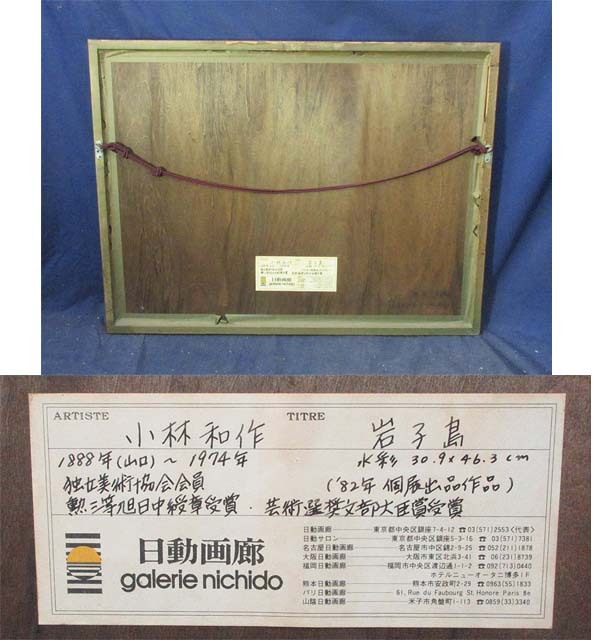 ARTISTE TITRE
小林和作 岩子島
1888年(山口)~1974年 水彩 30.9×46.3cm
独立美術協会会員 ('82年 個展出品作品)
勲三等旭日中綬章受賞・芸術選奨文部大臣賞受賞
日動画廊
galerie nichido
日動画廊 東京都中央区銀座7-4-12 ☎03(571)2553<代表>
日動サロン 東京都中央区銀座5-3-16 ☎03(571)7381
名古屋日動画廊 名古屋市中区錦2-9-25 ☎052(211)1878
大阪日動画廊 大阪市東区北浜3-41 ☎06(231)8739
福岡日動画廊 福岡市中央区渡辺通1-1-2 ☎092(713)0440
ホテルニューオータニ博多1F
熊本日動画廊 熊本市安政町2-29 ☎0963(55)1833
パリ日動画廊 61, Rue du Faubourg St. Honore Paris 8e
山陰日動画廊 米子市角盤町1-113 ☎0859(33)3340